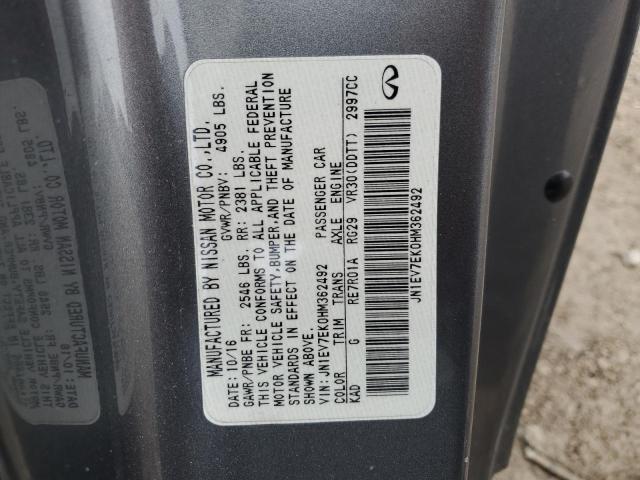 MANUFACTURED BY NISSAN MOTOR CO.,LTD.
DATE: 10/16 GVWR/PNBV: 4905 LBS.
GAWR/PNBE FR: 2546 LBS. RR: 2381 LBS.
THIS VEHICLE CONFORMS TO ALL APPLICABLE FEDERAL
MOTOR VEHICLE SAFETY,BUMPER,AND THEFT PREVENTION
STANDARDS IN EFFECT ON THE DATE OF MANUFACTURE
SHOWN ABOVE.
VIN: JN1EV7EK0HM362492 PASSENGER CAR
COLOR TRIM TRANS AXLE ENGINE
KAD G RE7R01A RG29 VR30(DDTT) 2997CC
JN1EV7EK0HM362492